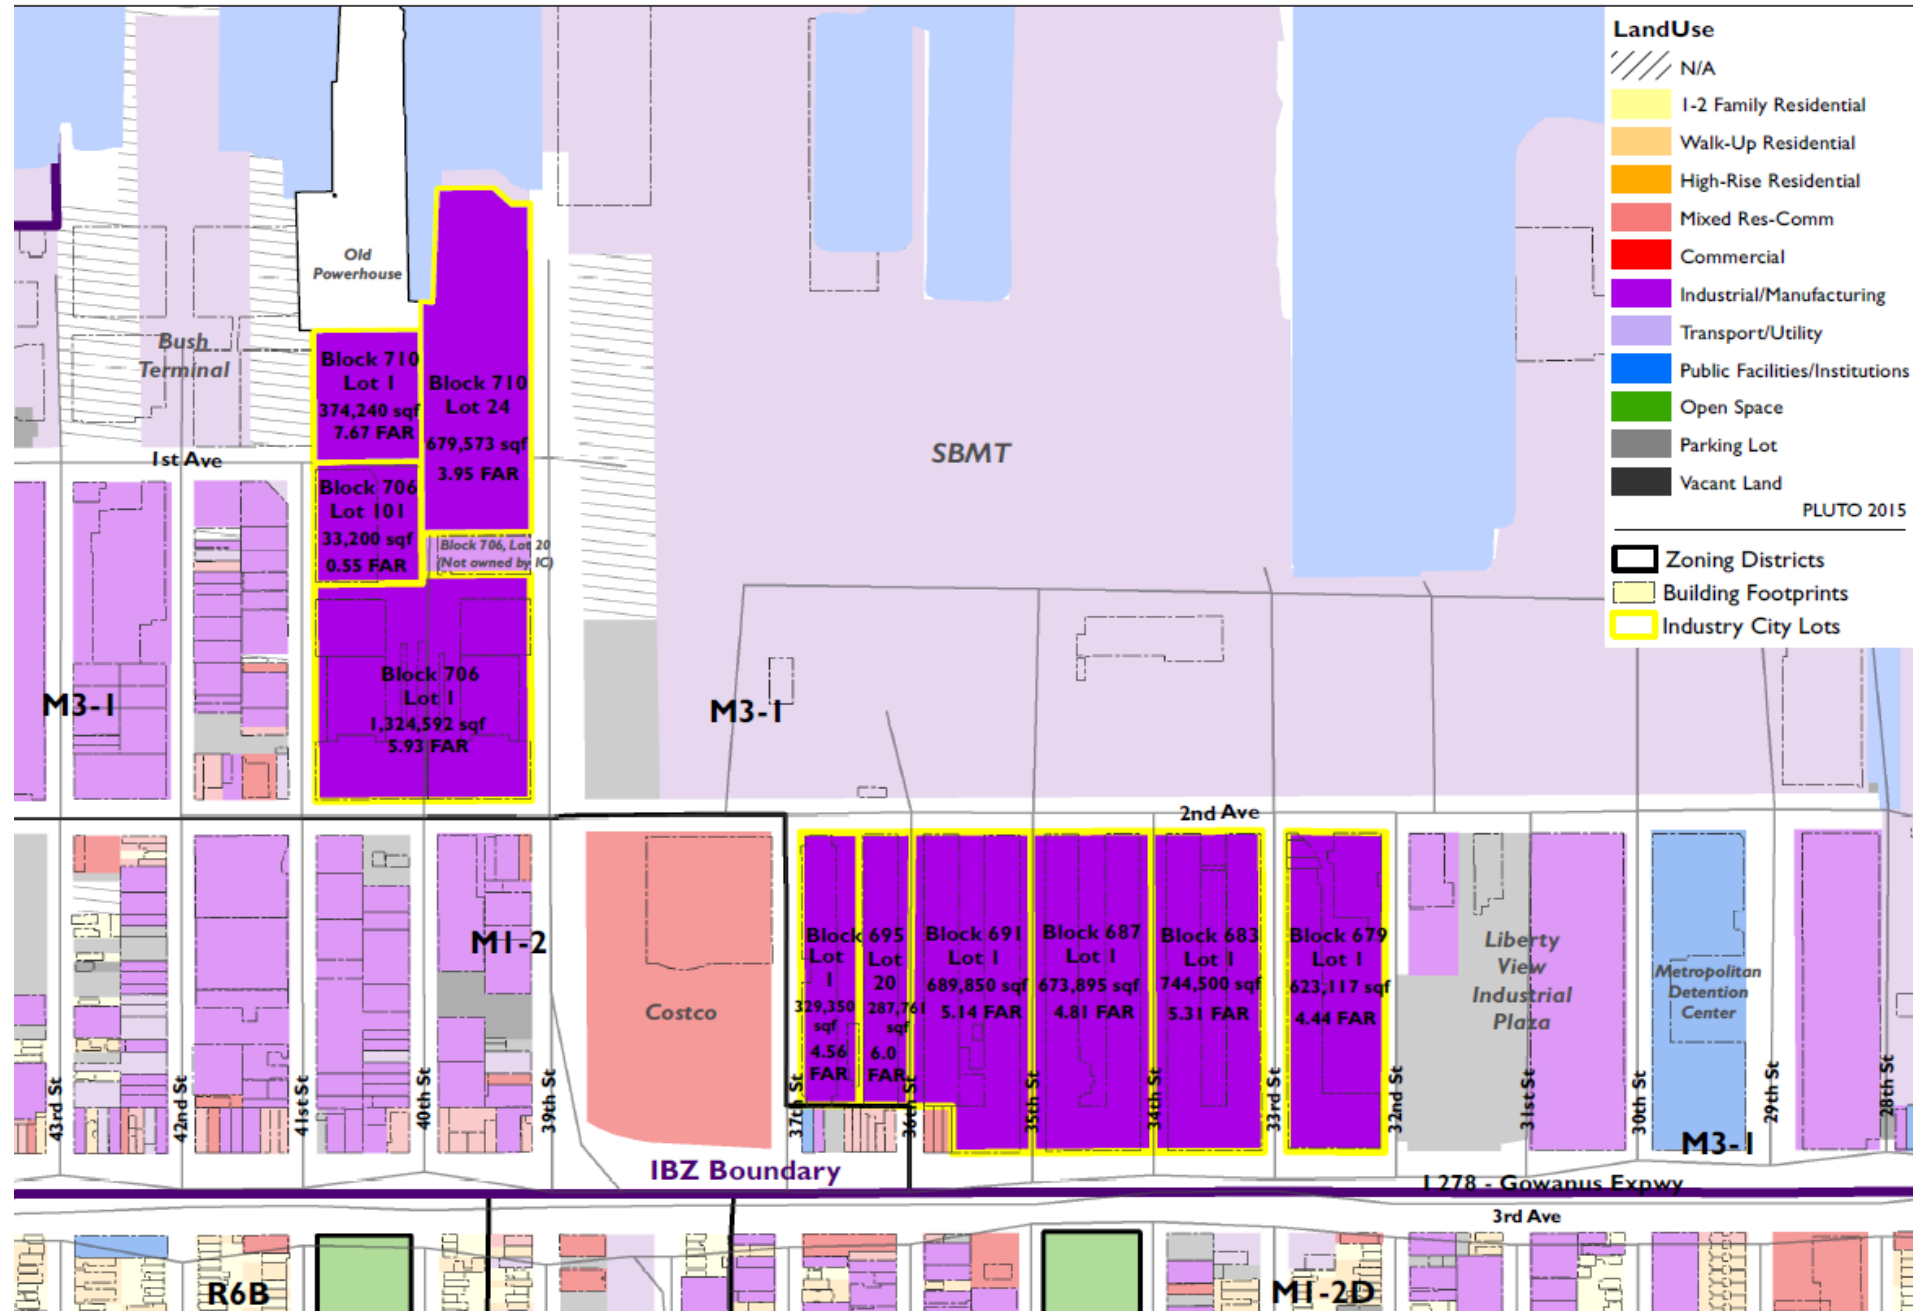 LandUse
N/A
1-2 Family Residential
Walk-Up Residential
High-Rise Residential
Mixed Res-Comm
Commercial
Industrial/Manufacturing
Transport/Utility
Public Facilities/Institutions
Open Space
Parking Lot
Vacant Land
PLUTO 2015
Zoning Districts
Building Footprints
Industry City Lots
Old
Powerhouse
Bush
Terminal
1st Ave
Block 710
Lot 1
374,240 sqf
7.67 FAR
Block 710
Lot 24
679,573 sqf
3.95 FAR
SBMT
Block 706
Lot 101
33,200 sqf
0.55 FAR
Block 706, Lot 20
(Not owned by IC)
Block 706
Lot 1
1,324,592 sqf
5.93 FAR
M3-1
M3-1
2nd Ave
M1-2
Costco
Block 695
Lot
1
329,350
sqf
4.56
FAR
Lot
20
287,761
sqf
6.0
FAR
Block 691
Lot 1
689,850 sqf
5.14 FAR
Block 687
Lot 1
673,895 sqf
4.81 FAR
Block 683
Lot 1
744,500 sqf
5.31 FAR
Block 679
Lot 1
623,117 sqf
4.44 FAR
Liberty
View
Industrial
Plaza
Metropolitan
Detention
Center
43rd St
42nd St
41st St
40th St
39th St
37th St
36th St
35th St
34th St
33rd St
32nd St
31st St
30th St
29th St
28th St
M3-1
IBZ Boundary
I 278 - Gowanus Expwy
3rd Ave
R6B
M1-2D